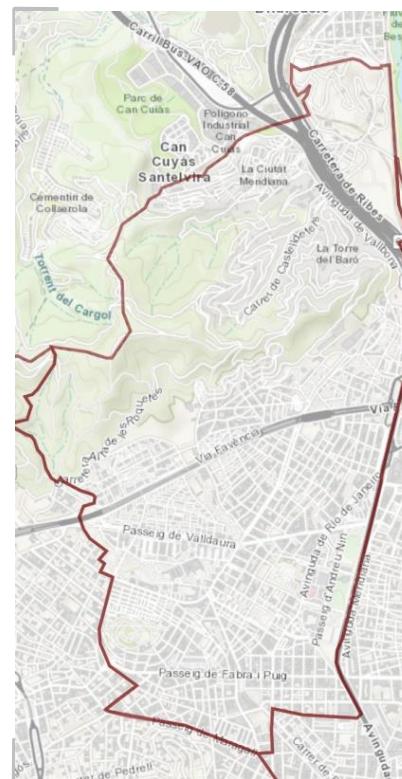 Carril Bus-VAO C-58
Parc de
Can Cuiàs
Polígono
Industrial
Can
Cuiàs
Can
Cuyàs
Santelvira
La Ciutat
Meridiana
Carretera de Ribes
Avinguda de Vallbona
Cementiri de
Collserola
La Torre
del Baró
Torrent del Cargol
Carrer de Castelldefels
Carretera Alta de les Roquetes
Via Favència
Passeig de Valldaura
Avinguda de Río de Janeiro
Passeig d'Andreu Nin
Avinguda Meridiana
Passeig de Fabra i Puig
Passeig de Maragall
Avinguda
Carrer de
de Pedrell